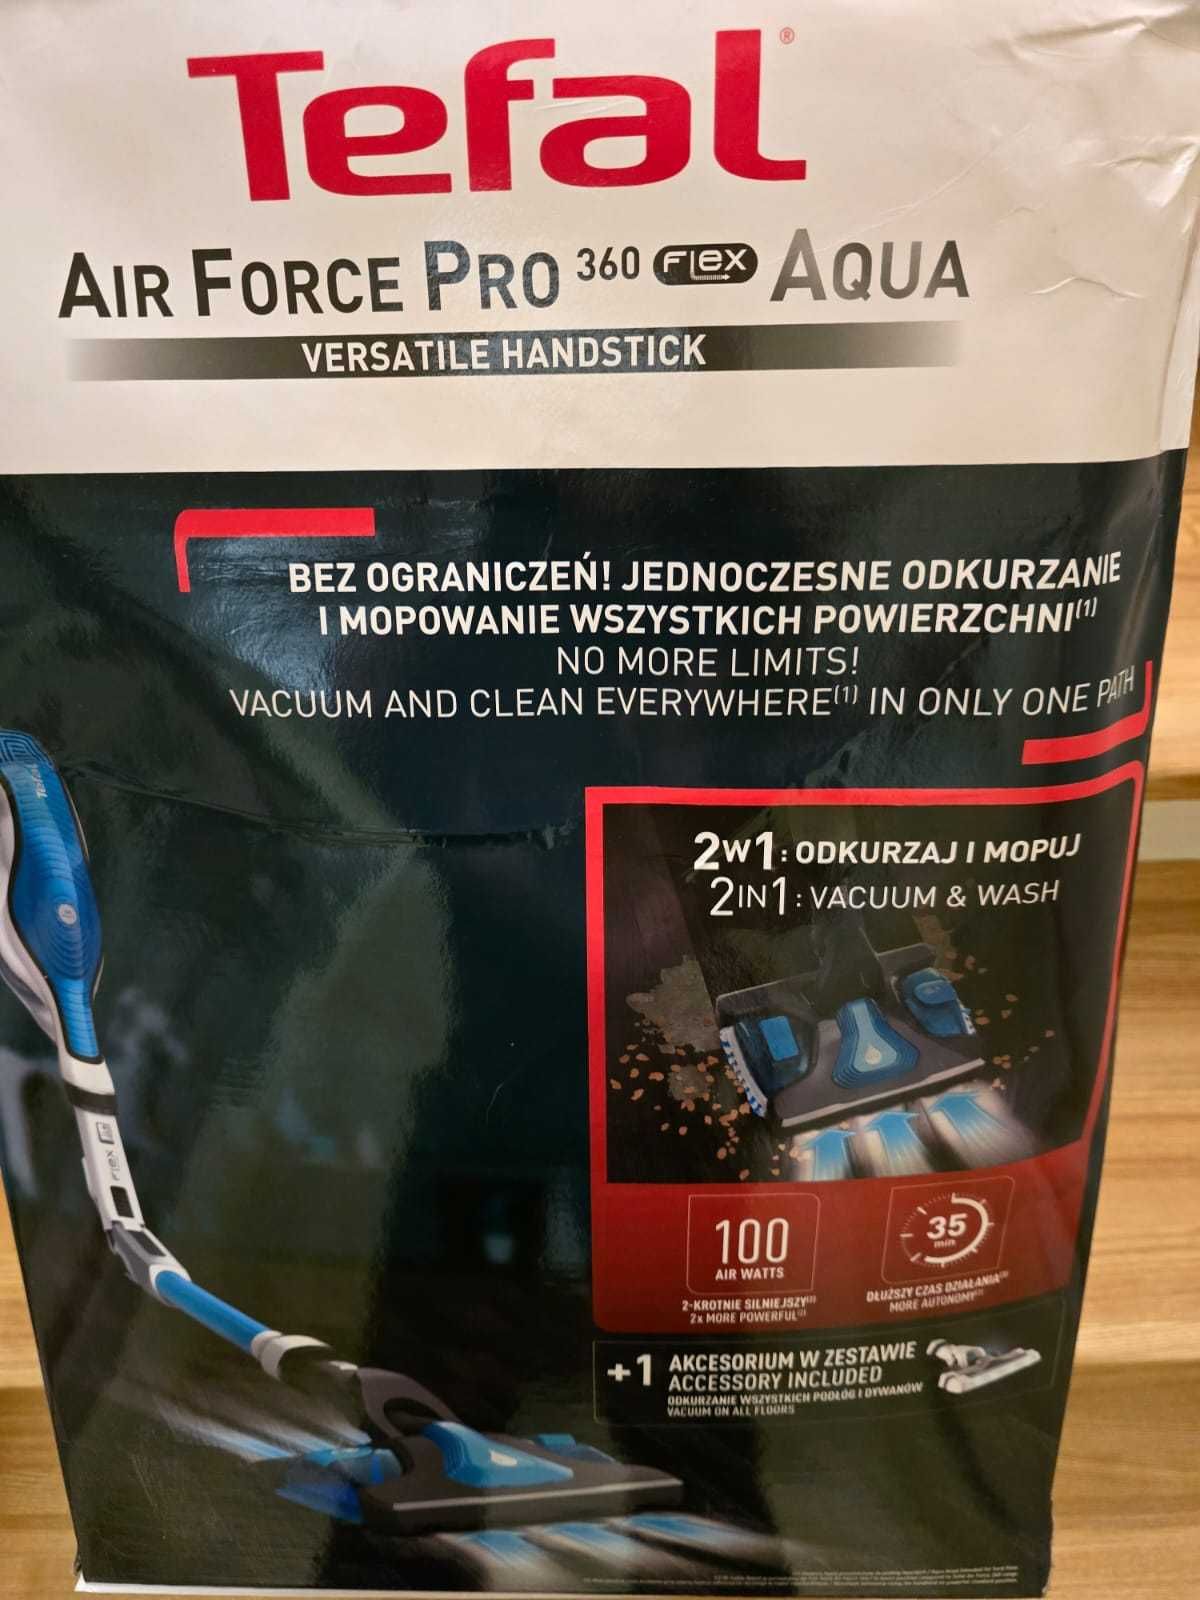 Tefal®
AIR FORCE PRO 360 FLEX AQUA
VERSATILE HANDSTICK
BEZ OGRANICZEŃ! JEDNOCZESNE ODKURZANIE
I MOPOWANIE WSZYSTKICH POWIERZCHNI(1)
NO MORE LIMITS!
VACUUM AND CLEAN EVERYWHERE(1) IN ONLY ONE PATH
Tefal
2W1: ODKURZAJ I MOPUJ
2IN1: VACUUM & WASH
FLEX
100
AIR WATTS
2-KROTNIE SILNIEJSZY(2)
2x MORE POWERFUL(2)
35
min
DŁUŻSZY CZAS DZIAŁANIA
MORE AUTONOMY
+1 AKCESORIUM W ZESTAWIE
ACCESSORY INCLUDED
ODKURZANIE WSZYSTKICH PODŁÓG I DYWANÓW
VACUUM ON ALL FLOORS